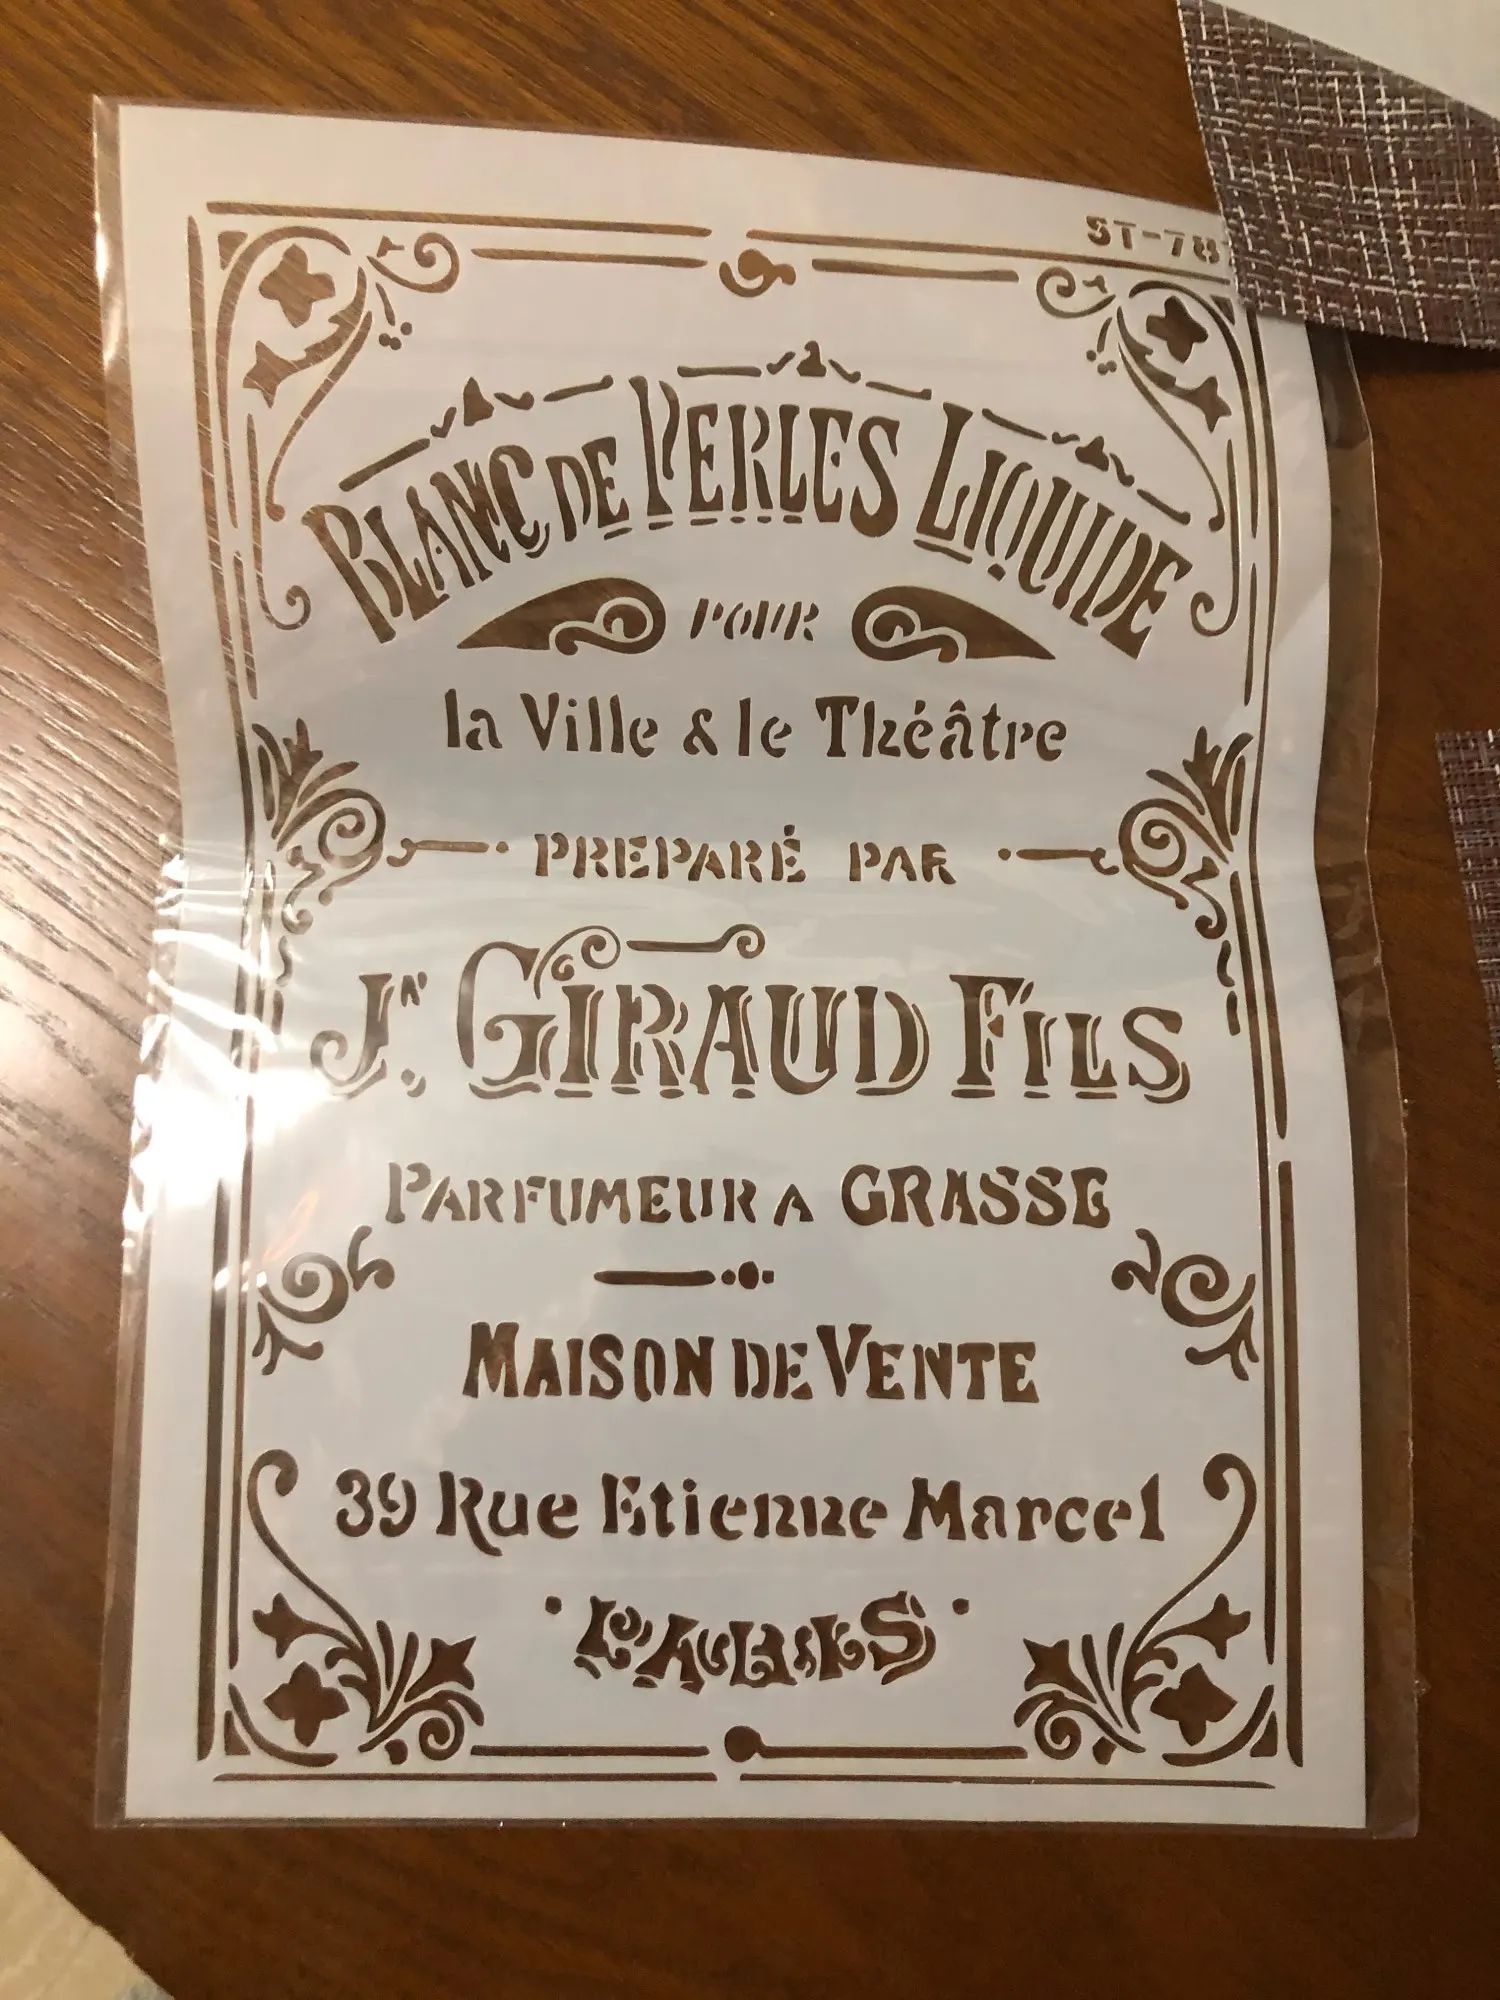 ST-78
BLANC DE PERLES LIQUIDE
POUR
la Ville & le Théâtre
PREPARÉ PAR
Jn. GIRAUD FILS
PARFUMEUR A GRASSE
MAISON DE VENTE
39 Rue Etienne Marcel